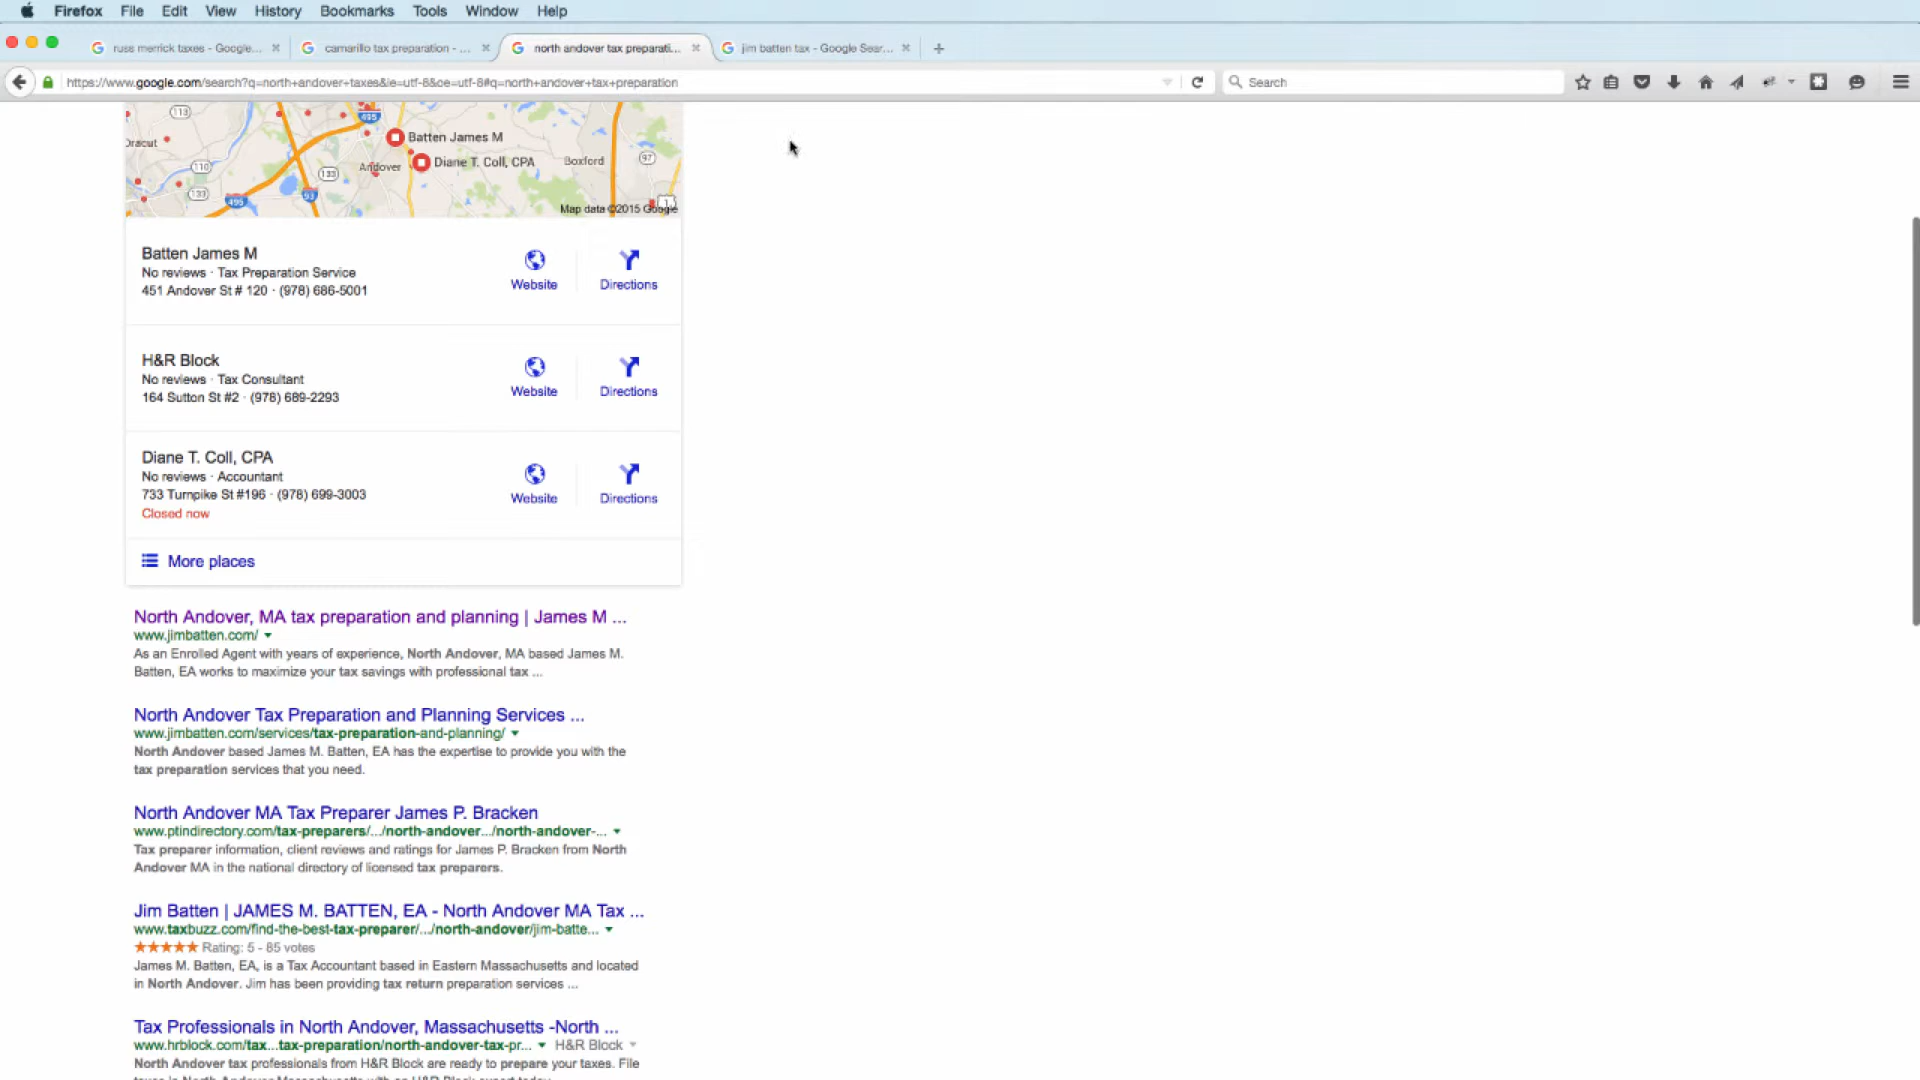 Firefox File Edit View History Bookmarks Tools Window Help
russ merrick taxes - Google... camarillo tax preparation - ... north andover tax preparati... jim batten tax - Google Sear...
https://www.google.com/search?q=north+andover+taxes&ie=utf-8&oe=utf-8#q=north+andover+tax+preparation Search
113 495 Batten James M
Dracut 97
110 Andover Diane T. Coll, CPA Boxford
133 133
495 93 1
Map data ©2015 Google
Batten James M
No reviews · Tax Preparation Service
451 Andover St # 120 · (978) 686-5001
Website Directions
H&R Block
No reviews · Tax Consultant
164 Sutton St #2 · (978) 689-2293
Website Directions
Diane T. Coll, CPA
No reviews · Accountant
733 Turnpike St #196 · (978) 699-3003
Closed now
Website Directions
More places
North Andover, MA tax preparation and planning | James M ...
www.jimbatten.com/
As an Enrolled Agent with years of experience, North Andover, MA based James M.
Batten, EA works to maximize your tax savings with professional tax ...
North Andover Tax Preparation and Planning Services ...
www.jimbatten.com/services/tax-preparation-and-planning/
North Andover based James M. Batten, EA has the expertise to provide you with the
tax preparation services that you need.
North Andover MA Tax Preparer James P. Bracken
www.ptindirectory.com/tax-preparers/.../north-andover.../north-andover-...
Tax preparer information, client reviews and ratings for James P. Bracken from North
Andover MA in the national directory of licensed tax preparers.
Jim Batten | JAMES M. BATTEN, EA - North Andover MA Tax ...
www.taxbuzz.com/find-the-best-tax-preparer/.../north-andover/jim-batte...
Rating: 5 - 85 votes
James M. Batten, EA, is a Tax Accountant based in Eastern Massachusetts and located
in North Andover. Jim has been providing tax return preparation services ...
Tax Professionals in North Andover, Massachusetts -North ...
www.hrblock.com/tax...tax-preparation/north-andover-tax-pr... H&R Block
North Andover tax professionals from H&R Block are ready to prepare your taxes. File